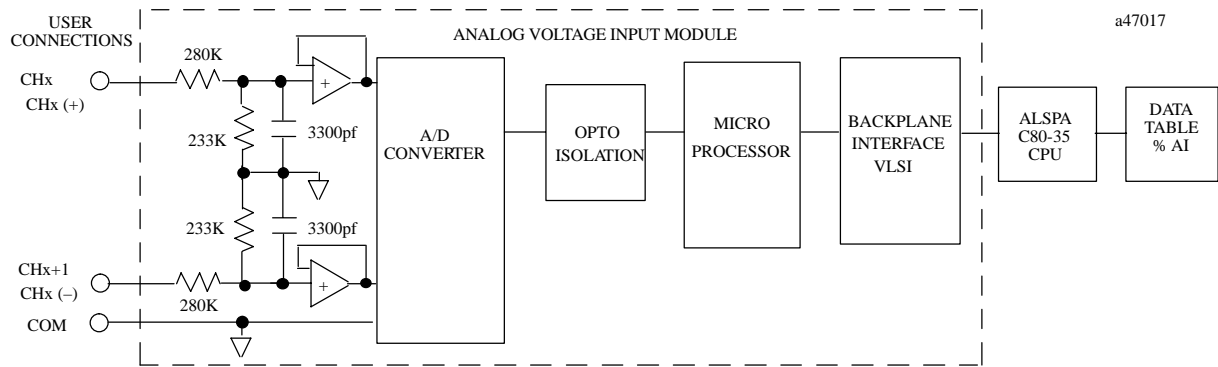 USER
CONNECTIONS
ANALOG VOLTAGE INPUT MODULE
a47017
280K
CHx
CHx (+)
233K
3300pf
A/D
CONVERTER
OPTO
ISOLATION
MICRO
PROCESSOR
BACKPLANE
INTERFACE
VLSI
ALSPA
C80-35
CPU
DATA
TABLE
% AI
233K
3300pf
CHx+1
CHx (–)
280K
COM
+
+